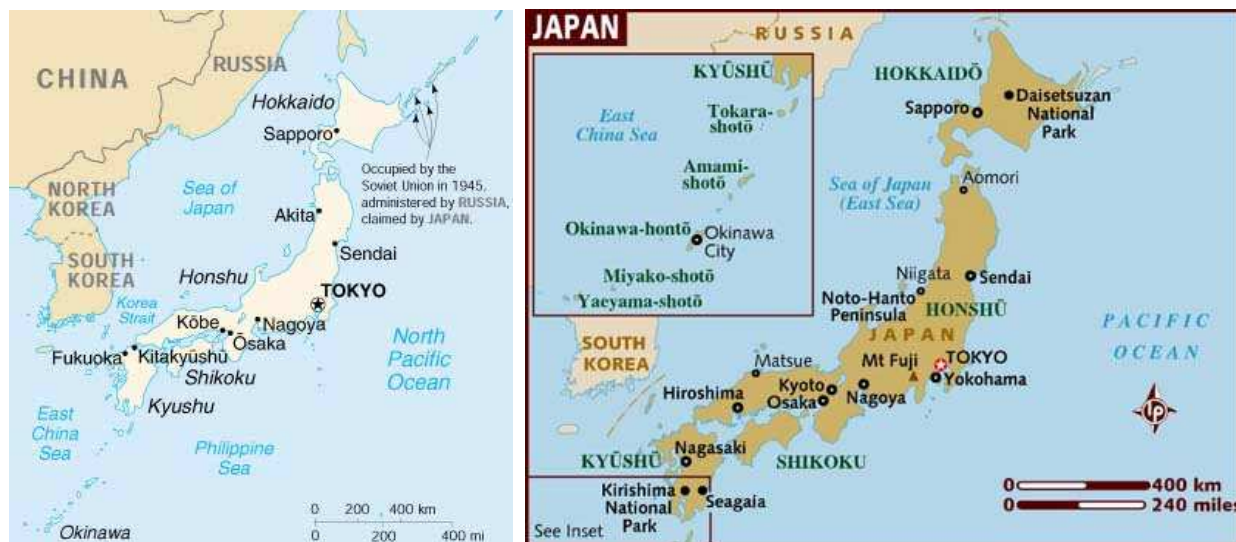 CHINA
RUSSIA
Hokkaido
Sapporo
Occupied by the
Soviet Union in 1945,
administered by RUSSIA,
claimed by JAPAN.
NORTH
KOREA
Sea of
Japan
Akita
SOUTH
KOREA
Sendai
Honshu
TOKYO
Korea
Strait
Kōbe
Nagoya
Ōsaka
Fukuoka
Kitakyūshū
Shikoku
Kyushu
North
Pacific
Ocean
East
China
Sea
Philippine
Sea
Okinawa
0 200 400 km
0 200 400 mi
JAPAN
RUSSIA
KYŪSHŪ
HOKKAIDŌ
Tokara-
shotō
Sapporo
Daisetsuzan
National
Park
East
China Sea
Amami-
shotō
Sea of Japan
(East Sea)
Aomori
Okinawa-hontō
Okinawa
City
Miyako-shotō
Yaeyama-shotō
Niigata
Sendai
Noto-Hanto
Peninsula
HONSHŪ
JAPAN
PACIFIC
OCEAN
SOUTH
KOREA
Matsue
Mt Fuji
TOKYO
Yokohama
Hiroshima
Kyoto
Osaka
Nagoya
Nagasaki
KYŪSHŪ
SHIKOKU
Kirishima
National
Park
Seagaia
See Inset
lp
0 400 km
0 240 miles